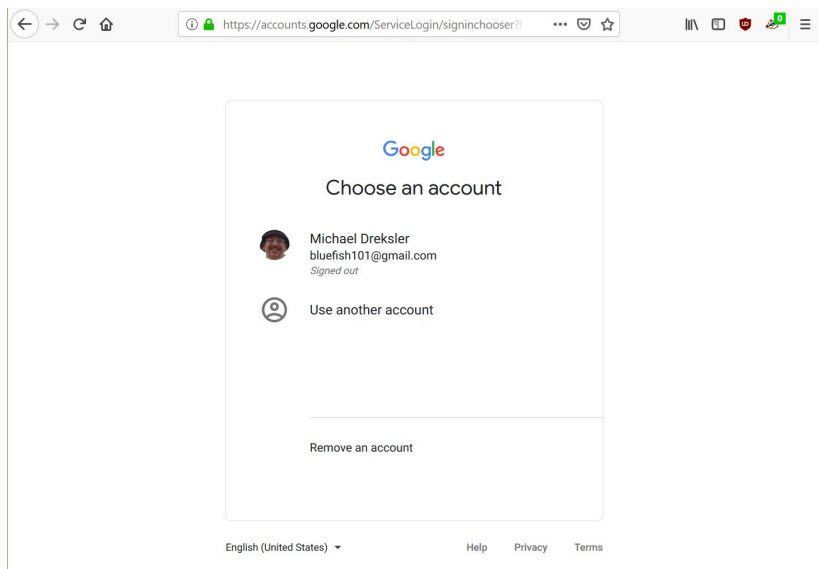 https://accounts.google.com/ServiceLogin/signinchooser?
0
Google
Choose an account
Michael Dreksler
bluefish101@gmail.com
Signed out
Use another account
Remove an account
English (United States)
Help Privacy Terms